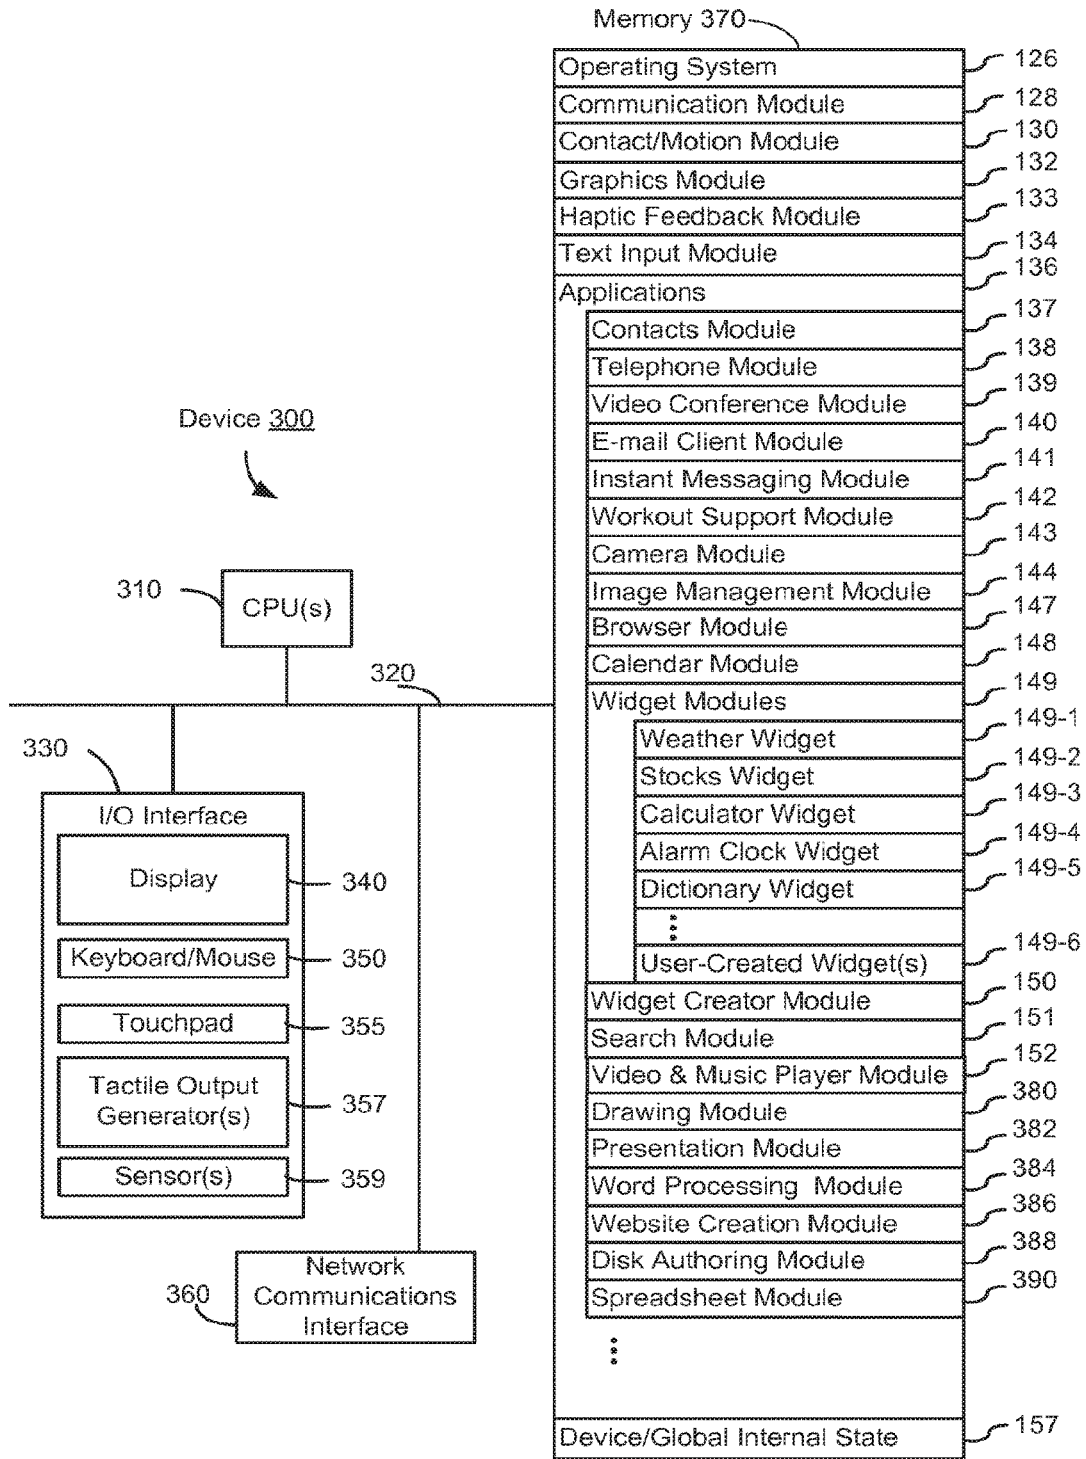 Memory 370
Operating System 126
Communication Module 128
Contact/Motion Module 130
Graphics Module 132
Haptic Feedback Module 133
Text Input Module 134
Applications 136
Contacts Module 137
Telephone Module 138
Video Conference Module 139
E-mail Client Module 140
Instant Messaging Module 141
Workout Support Module 142
Camera Module 143
Image Management Module 144
Browser Module 147
Calendar Module 148
Widget Modules 149
Weather Widget 149-1
Stocks Widget 149-2
Calculator Widget 149-3
Alarm Clock Widget 149-4
Dictionary Widget 149-5
User-Created Widget(s) 149-6
Widget Creator Module 150
Search Module 151
Video & Music Player Module 152
Drawing Module 380
Presentation Module 382
Word Processing Module 384
Website Creation Module 386
Disk Authoring Module 388
Spreadsheet Module 390
Device/Global Internal State 157
Device 300
310
CPU(s)
320
330
I/O Interface
Display 340
Keyboard/Mouse 350
Touchpad 355
Tactile Output
Generator(s) 357
Sensor(s) 359
360
Network
Communications
Interface